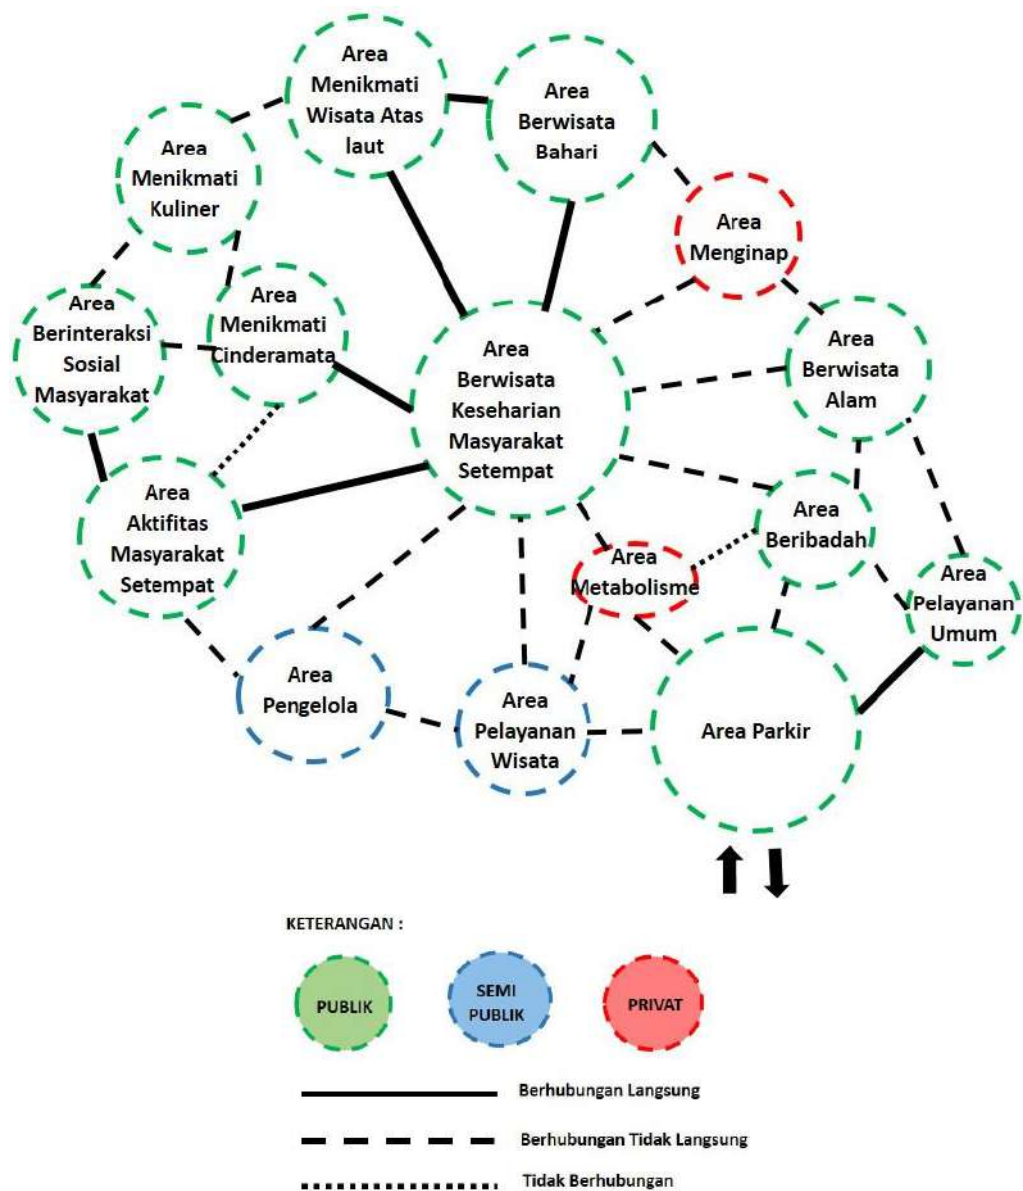 Area
Menikmati
Wisata Atas
laut
Area
Berwisata
Bahari
Area
Menikmati
Kuliner
Area
Menginap
Area
Berinteraksi
Sosial
Masyarakat
Area
Menikmati
Cinderamata
Area
Berwisata
Keseharian
Masyarakat
Setempat
Area
Berwisata
Alam
Area
Aktifitas
Masyarakat
Setempat
Area
Beribadah
Area
Metabolisme
Area
Pelayanan
Umum
Area
Pengelola
Area
Pelayanan
Wisata
Area Parkir
KETERANGAN :
PUBLIK
SEMI
PUBLIK
PRIVAT
Berhubungan Langsung
Berhubungan Tidak Langsung
Tidak Berhubungan